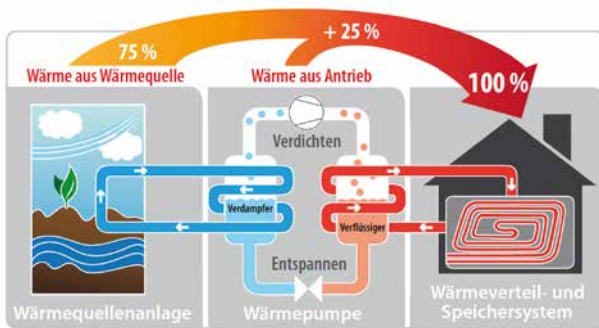 75 %
+ 25 %
100 %
Wärme aus Wärmequelle
Wärme aus Antrieb
Verdichten
Verdampfer
Verflüssiger
Entspannen
Wärmequellenanlage
Wärmepumpe
Wärmeverteil- und
Speichersystem